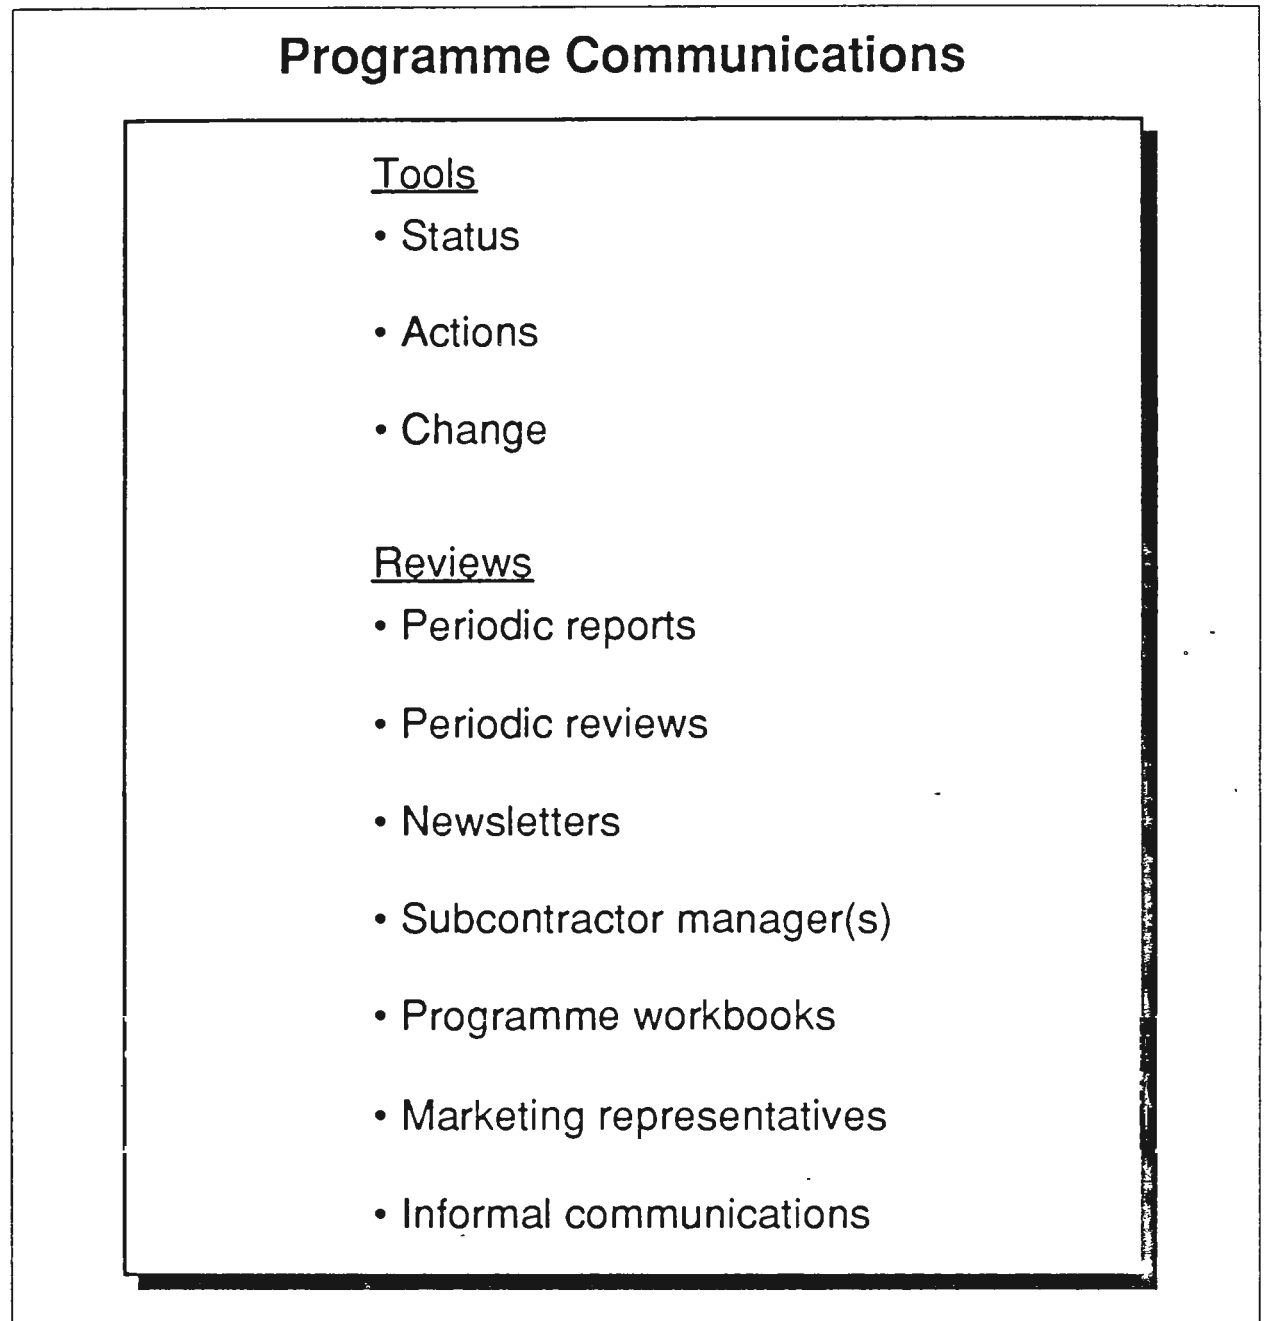 Programme Communications
Tools
• Status
• Actions
• Change
Reviews
• Periodic reports
• Periodic reviews
• Newsletters
• Subcontractor manager(s)
• Programme workbooks
• Marketing representatives
• Informal communications